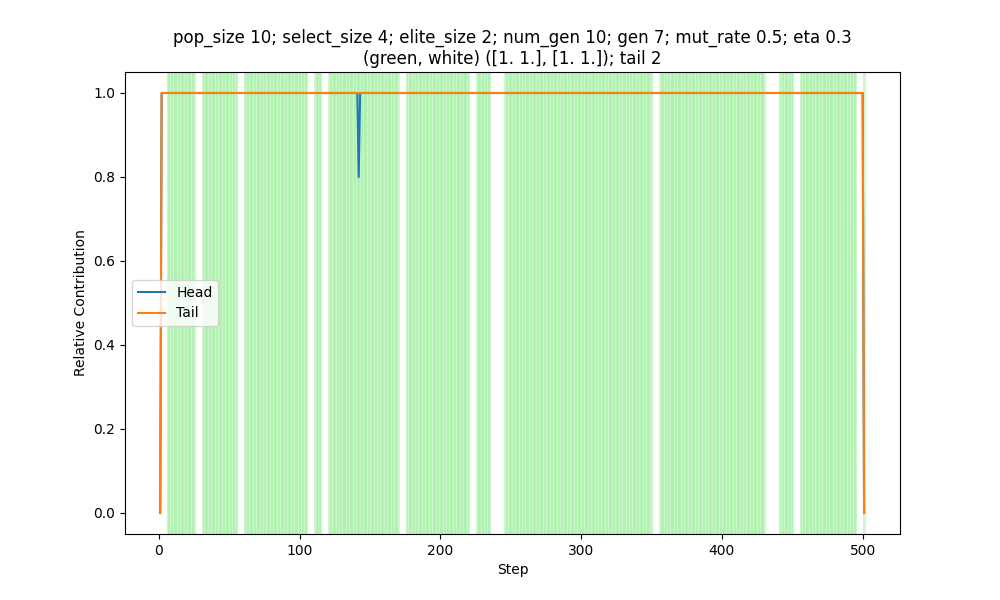 pop_size 10; select_size 4; elite_size 2; num_gen 10; gen 7; mut_rate 0.5; eta 0.3
(green, white) ([1. 1.], [1. 1.]); tail 2
1.0
0.8
0.6
0.4
0.2
0.0
Relative Contribution
Head
Tail
0
100
200
300
400
500
Step